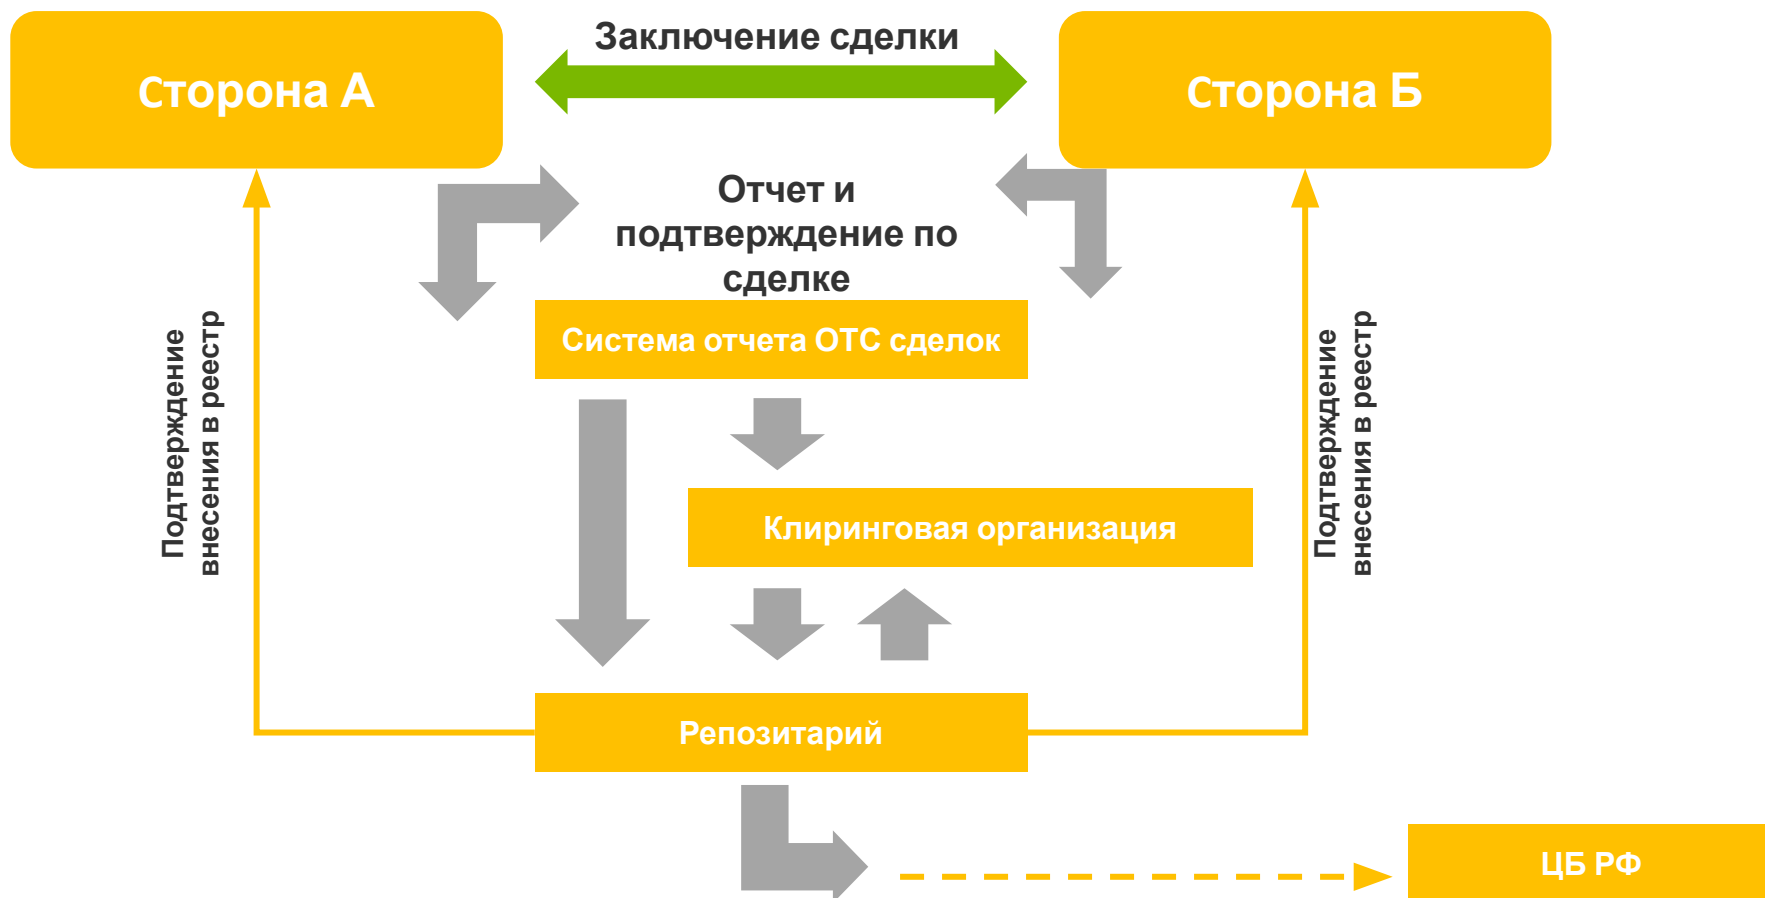 Заключение сделки
Сторона А
Сторона Б
Отчет и
подтверждение по
сделке
Система отчета ОТС сделок
Подтверждение
внесения в реестр
Подтверждение
внесения в реестр
Клиринговая организация
Репозитарий
ЦБ РФ